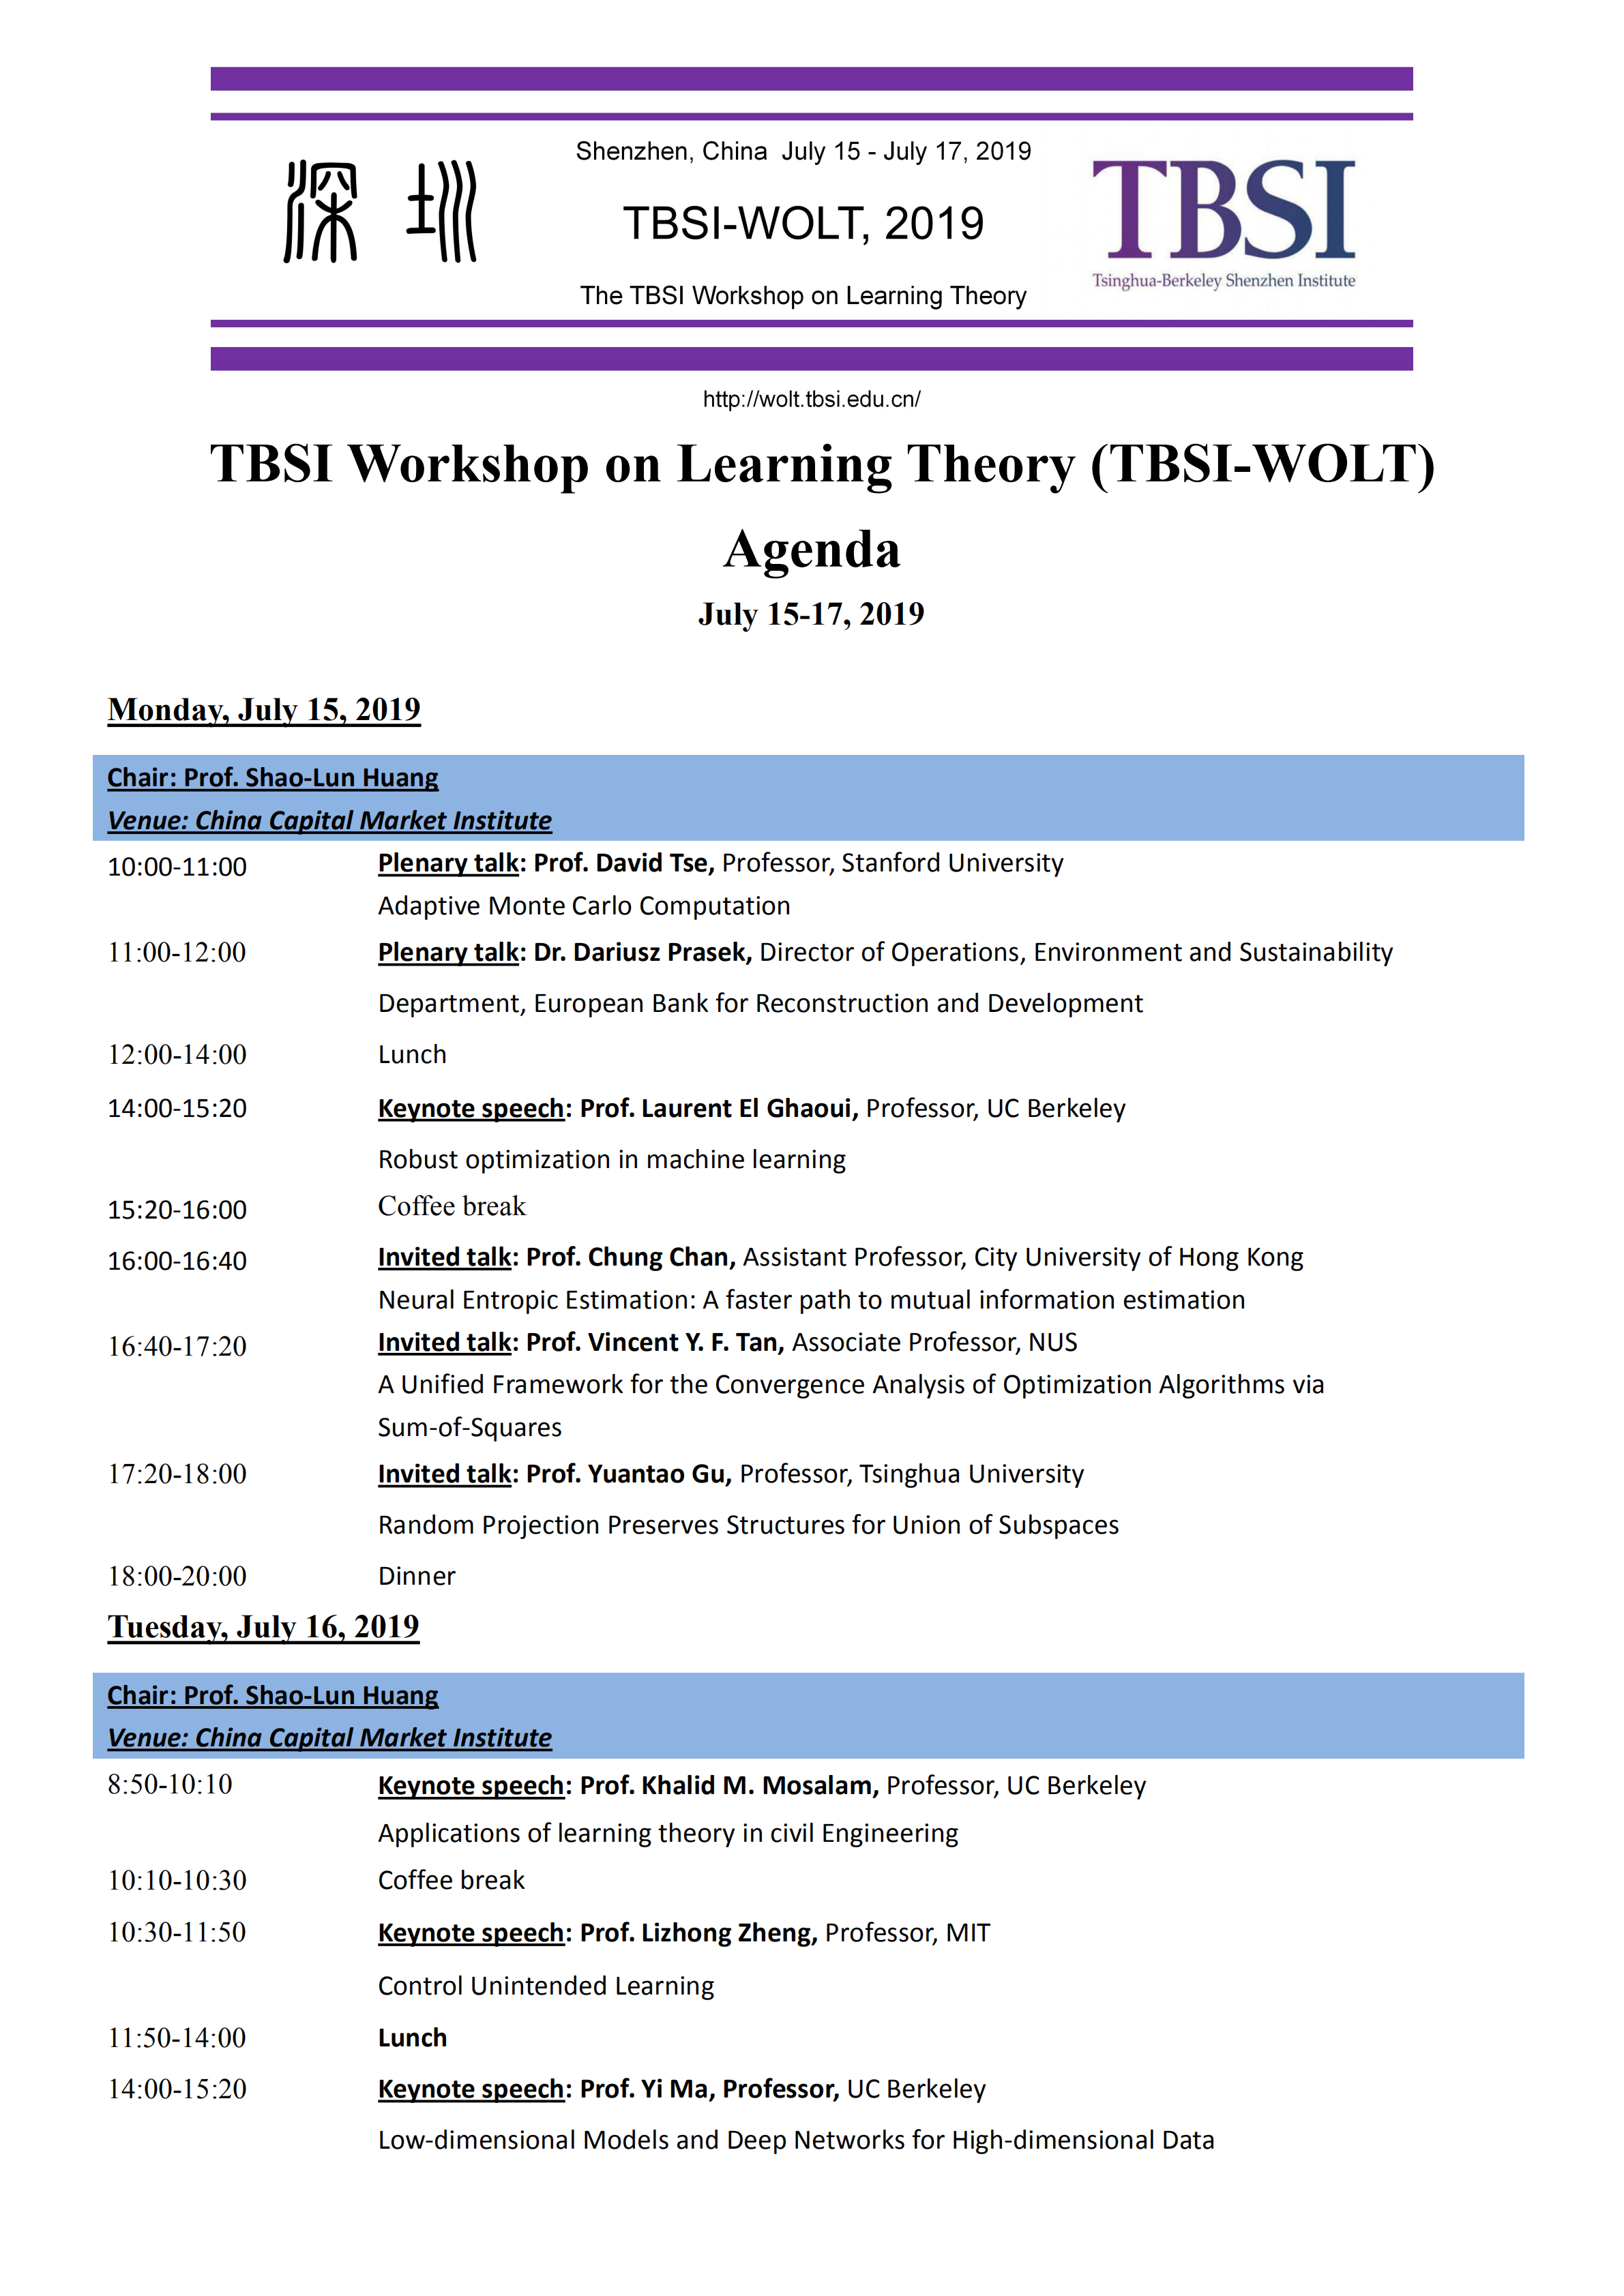 深圳
Shenzhen, China  July 15 - July 17, 2019
TBSI-WOLT, 2019
The TBSI Workshop on Learning Theory
TBSI
Tsinghua-Berkeley Shenzhen Institute
http://wolt.tbsi.edu.cn/
TBSI Workshop on Learning Theory (TBSI-WOLT)
Agenda
July 15-17, 2019
Monday, July 15, 2019
Chair: Prof. Shao-Lun Huang
Venue: China Capital Market Institute
10:00-11:00 Plenary talk: Prof. David Tse, Professor, Stanford University
Adaptive Monte Carlo Computation
11:00-12:00 Plenary talk: Dr. Dariusz Prasek, Director of Operations, Environment and Sustainability
Department, European Bank for Reconstruction and Development
12:00-14:00 Lunch
14:00-15:20 Keynote speech: Prof. Laurent El Ghaoui, Professor, UC Berkeley
Robust optimization in machine learning
15:20-16:00 Coffee break
16:00-16:40 Invited talk: Prof. Chung Chan, Assistant Professor, City University of Hong Kong
Neural Entropic Estimation: A faster path to mutual information estimation
16:40-17:20 Invited talk: Prof. Vincent Y. F. Tan, Associate Professor, NUS
A Unified Framework for the Convergence Analysis of Optimization Algorithms via
Sum-of-Squares
17:20-18:00 Invited talk: Prof. Yuantao Gu, Professor, Tsinghua University
Random Projection Preserves Structures for Union of Subspaces
18:00-20:00 Dinner
Tuesday, July 16, 2019
Chair: Prof. Shao-Lun Huang
Venue: China Capital Market Institute
8:50-10:10 Keynote speech: Prof. Khalid M. Mosalam, Professor, UC Berkeley
Applications of learning theory in civil Engineering
10:10-10:30 Coffee break
10:30-11:50 Keynote speech: Prof. Lizhong Zheng, Professor, MIT
Control Unintended Learning
11:50-14:00 Lunch
14:00-15:20 Keynote speech: Prof. Yi Ma, Professor, UC Berkeley
Low-dimensional Models and Deep Networks for High-dimensional Data